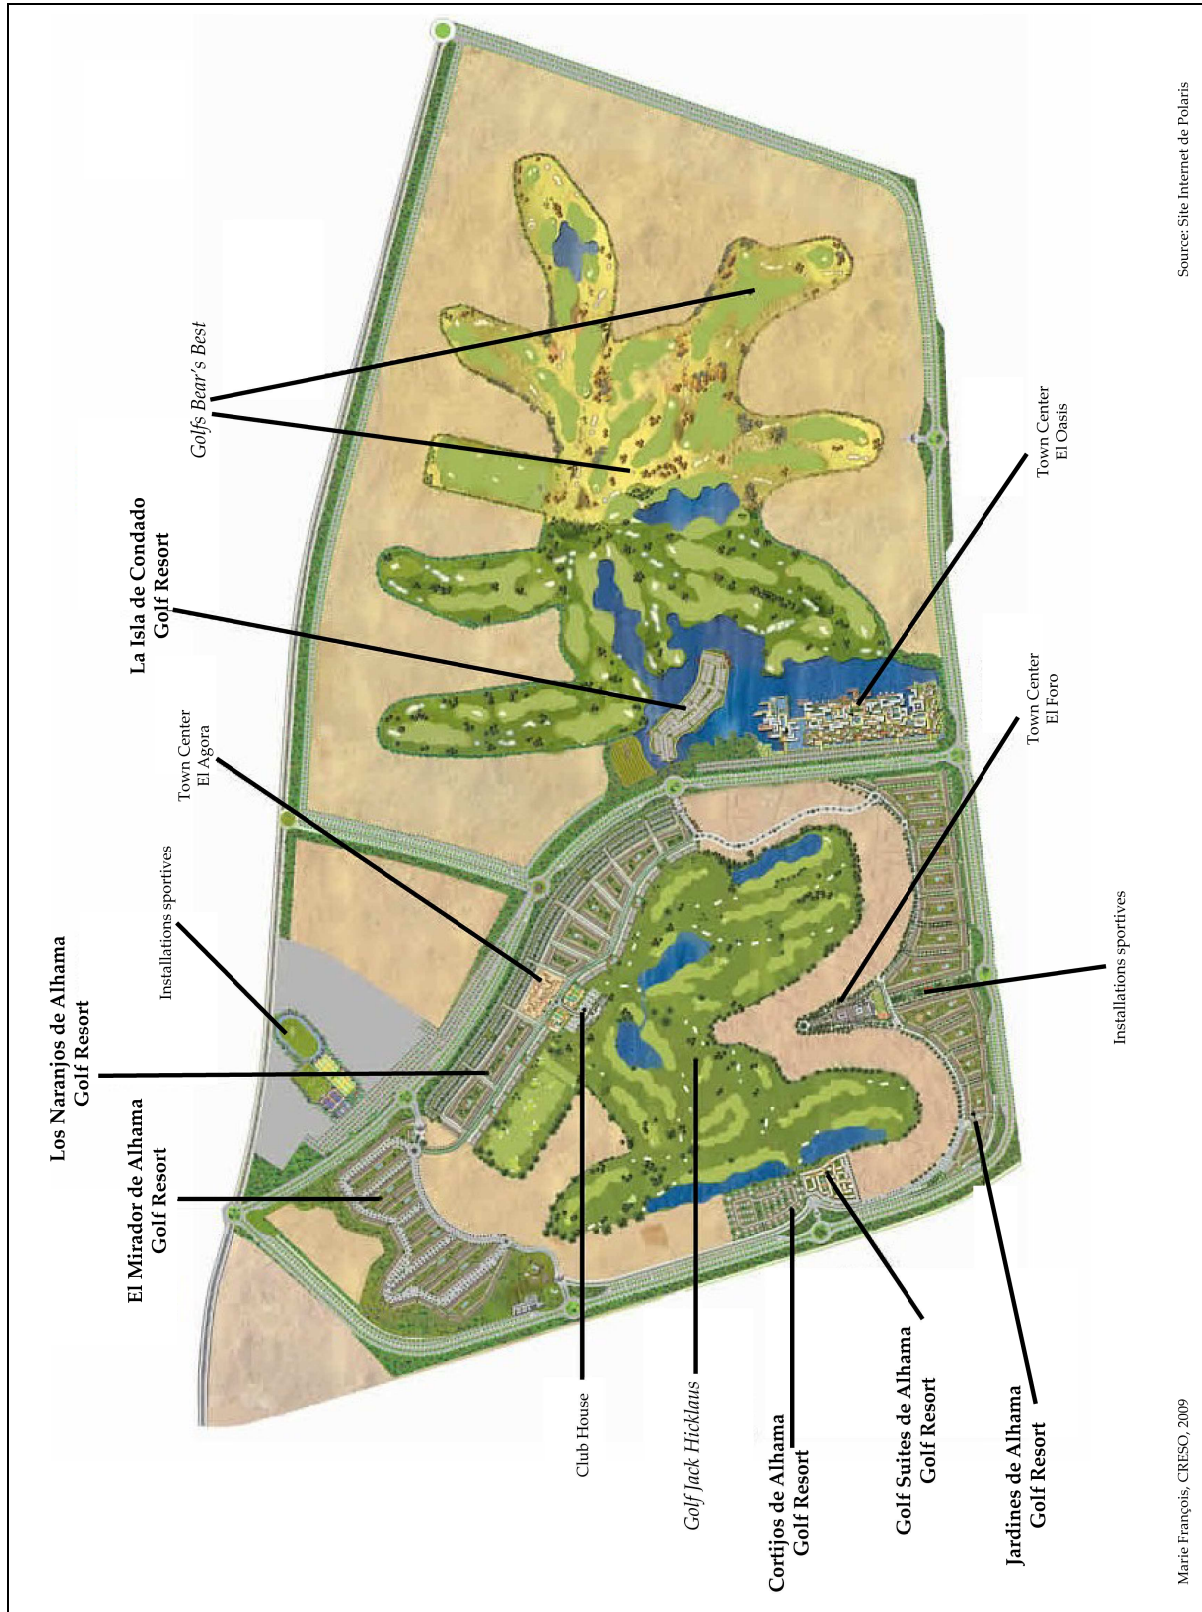 Los Naranjos de Alhama
Golf Resort
El Mirador de Alhama
Golf Resort
Installations sportives
Town Center
El Agora
La Isla de Condado
Golf Resort
Golfs Bear's Best
Club House
Golf Jack Hicklaus
Cortijos de Alhama
Golf Resort
Golf Suites de Alhama
Golf Resort
Jardines de Alhama
Golf Resort
Installations sportives
Town Center
El Foro
Town Center
El Oasis
Marie François, CRESO, 2009
Source: Site Internet de Polaris